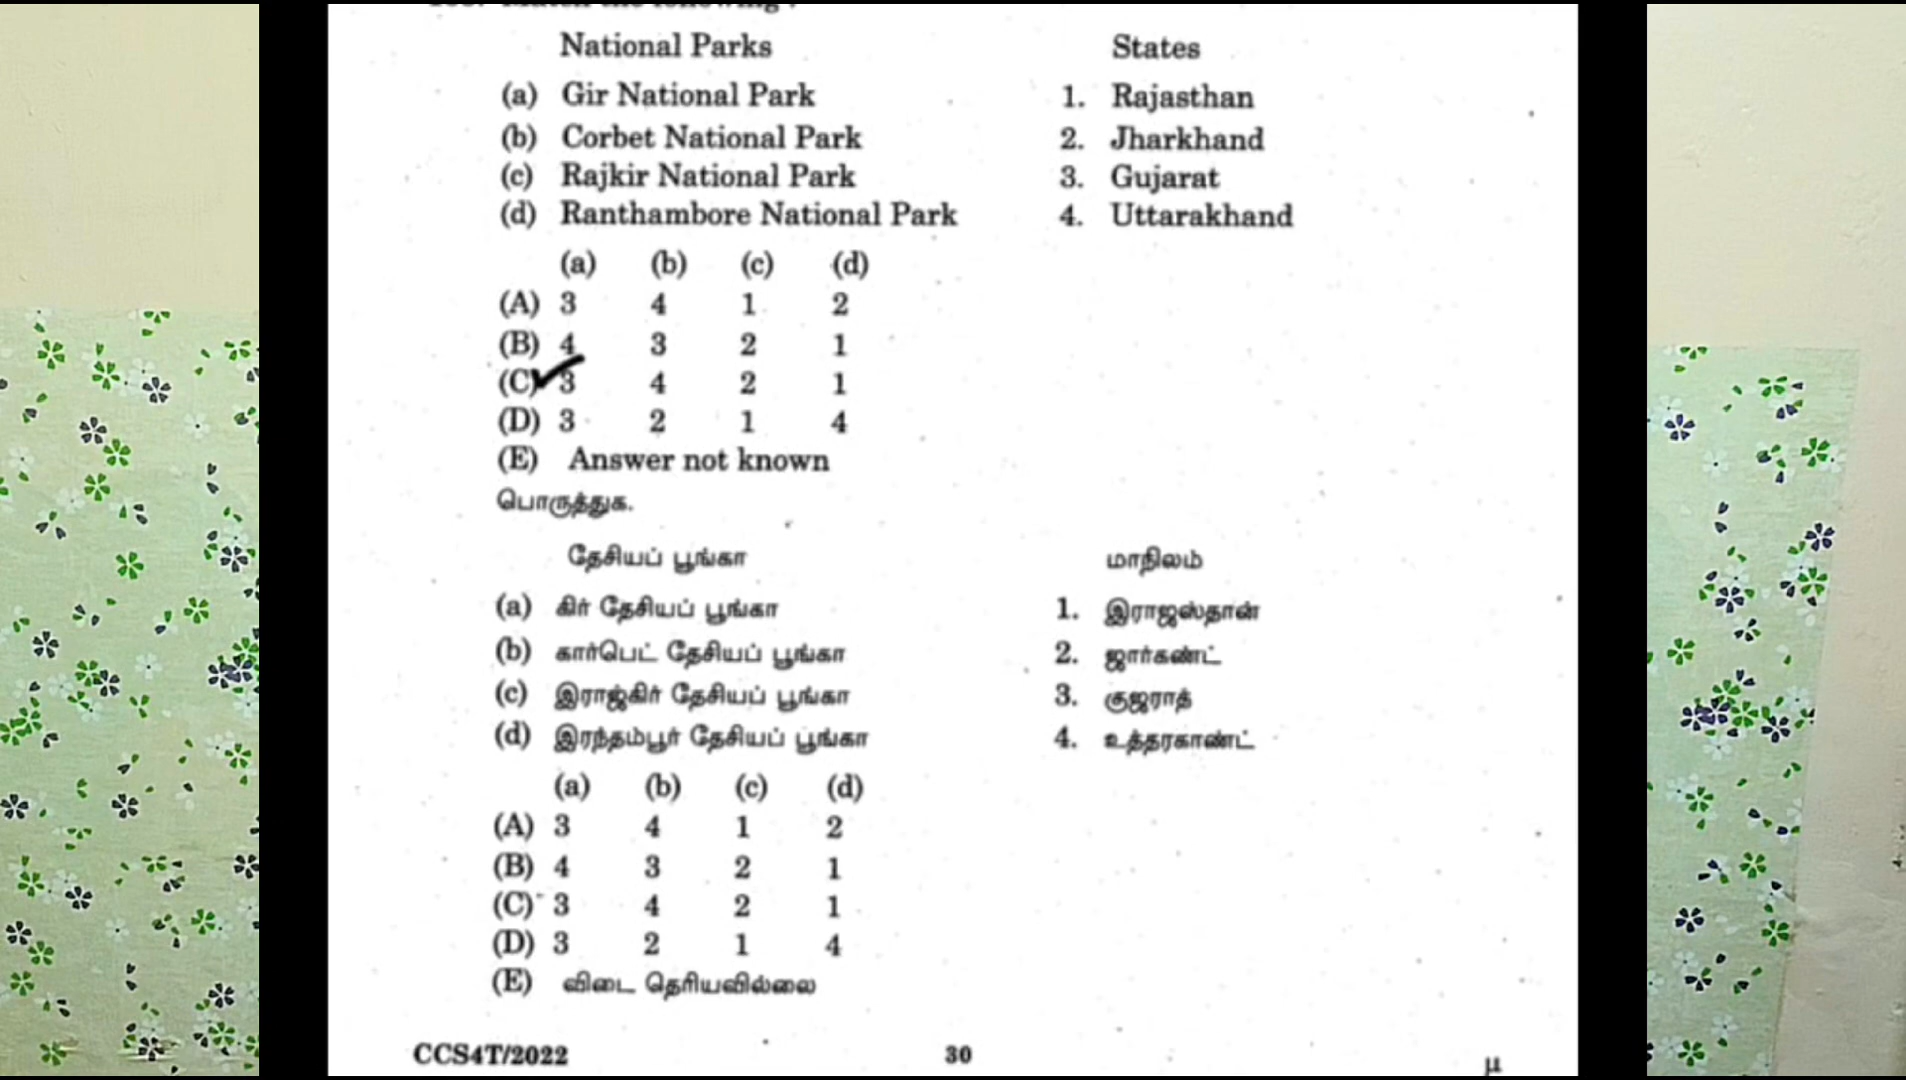 Match the following :
National Parks States
(a) Gir National Park 1. Rajasthan
(b) Corbet National Park 2. Jharkhand
(c) Rajkir National Park 3. Gujarat
(d) Ranthambore National Park 4. Uttarakhand
(a) (b) (c) (d)
(A) 3 4 1 2
(B) 4 3 2 1
(C) 3 4 2 1
(D) 3 2 1 4
(E) Answer not known
பொருத்துக.
தேசியப் பூங்கா மாநிலம்
(a) கிர் தேசியப் பூங்கா 1. இராஜஸ்தான்
(b) கார்பெட் தேசியப் பூங்கா 2. ஜார்கண்ட்
(c) இராஜ்கிர் தேசியப் பூங்கா 3. குஜராத்
(d) இரந்தம்பூர் தேசியப் பூங்கா 4. உத்தரகாண்ட்
(a) (b) (c) (d)
(A) 3 4 1 2
(B) 4 3 2 1
(C) 3 4 2 1
(D) 3 2 1 4
(E) விடை தெரியவில்லை
CCS4T/2022 30 μ